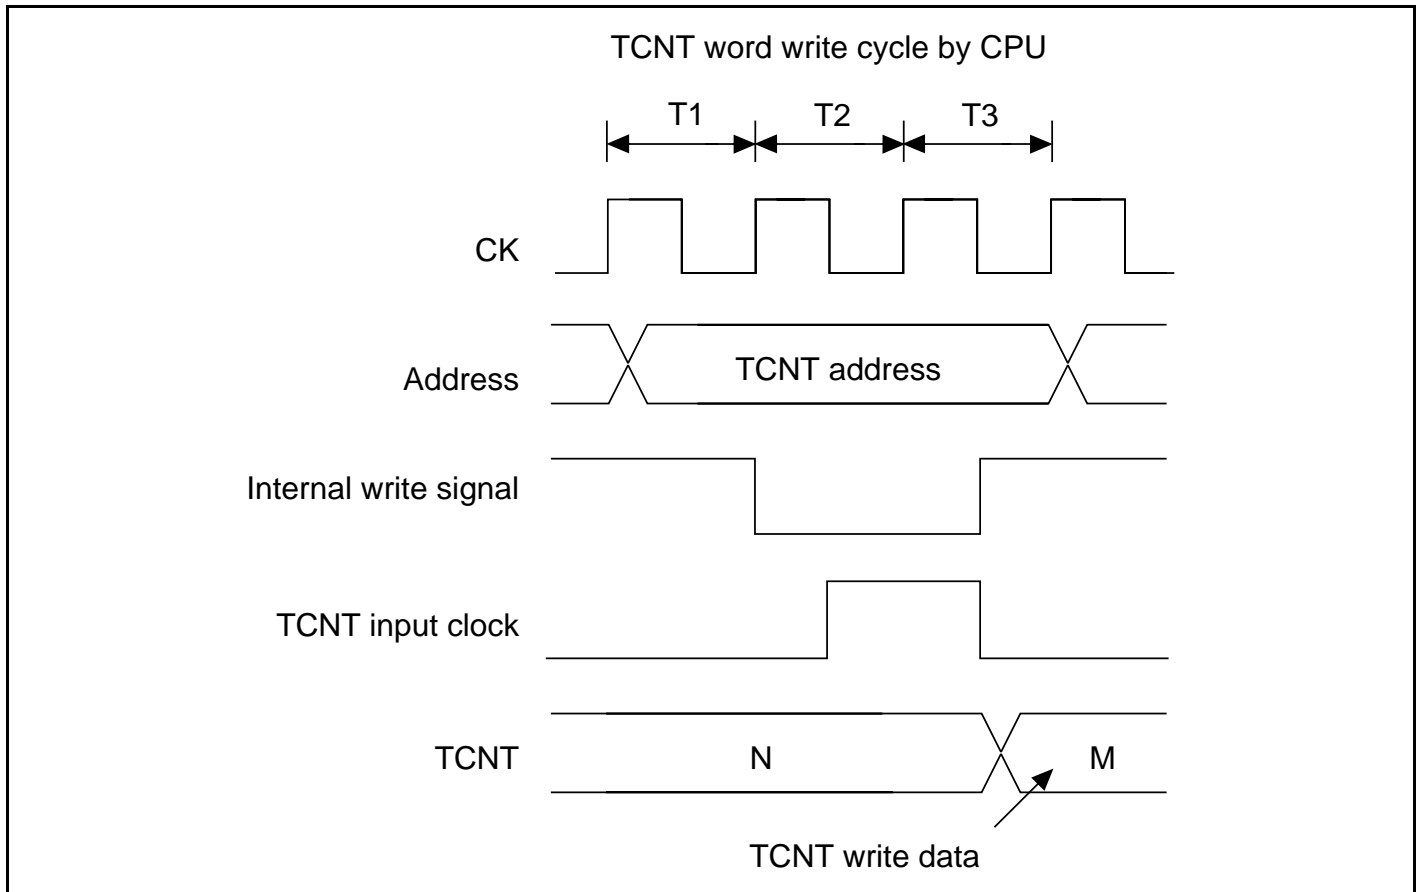 TCNT word write cycle by CPU
T1 T2 T3
CK
Address TCNT address
Internal write signal
TCNT input clock
TCNT N M
TCNT write data